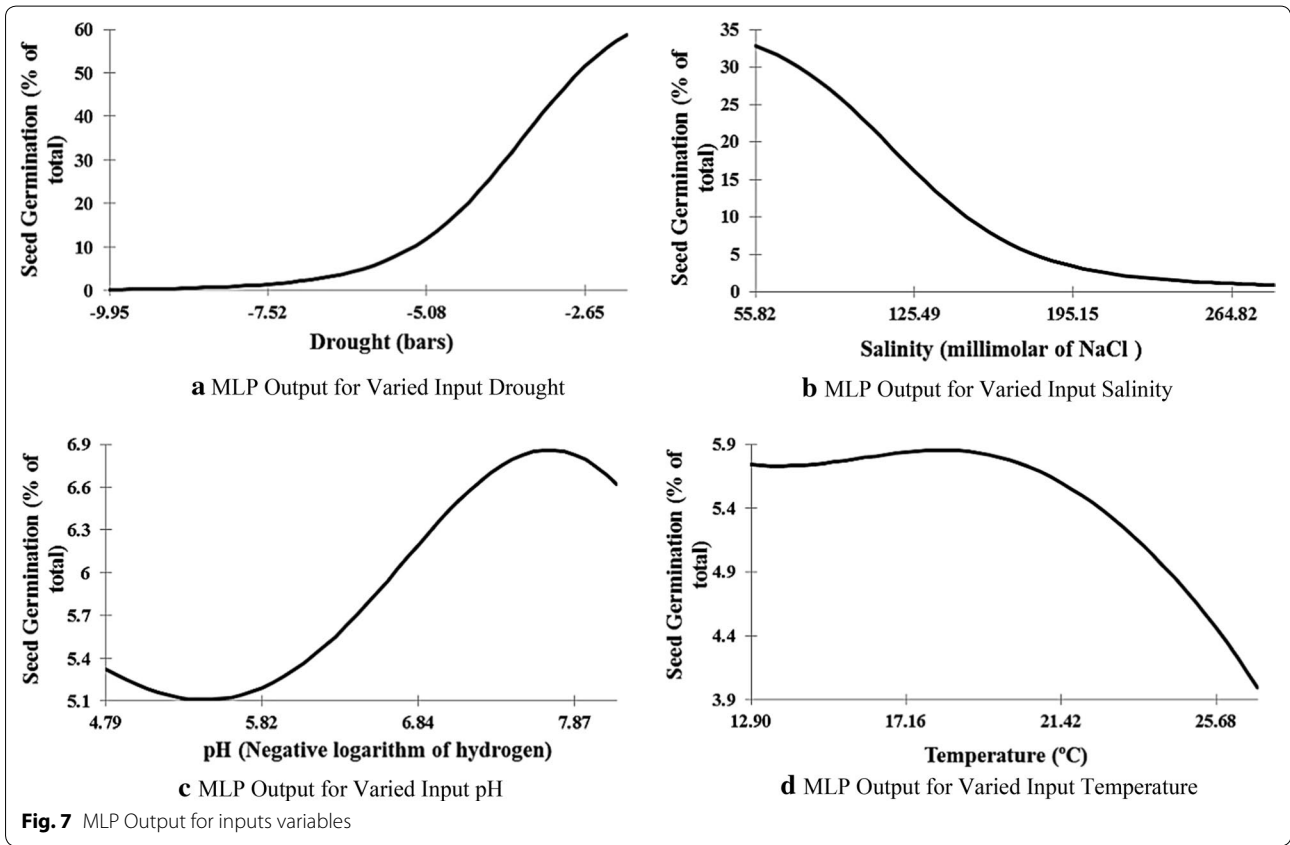 Seed Germination (% of
total)
60
50
40
30
20
10
0
-9.95 -7.52 -5.08 -2.65
Drought (bars)
a MLP Output for Varied Input Drought
Seed Germination (% of
total)
35
30
25
20
15
10
5
0
55.82 125.49 195.15 264.82
Salinity (millimolar of NaCl )
b MLP Output for Varied Input Salinity
Seed Germination (% of
total)
6.9
6.6
6.3
6
5.7
5.4
5.1
4.79 5.82 6.84 7.87
pH (Negative logarithm of hydrogen)
c MLP Output for Varied Input pH
Seed Germination (% of
total)
5.9
5.4
4.9
4.4
3.9
12.90 17.16 21.42 25.68
Temperature (ºC)
d MLP Output for Varied Input Temperature
Fig. 7 MLP Output for inputs variables